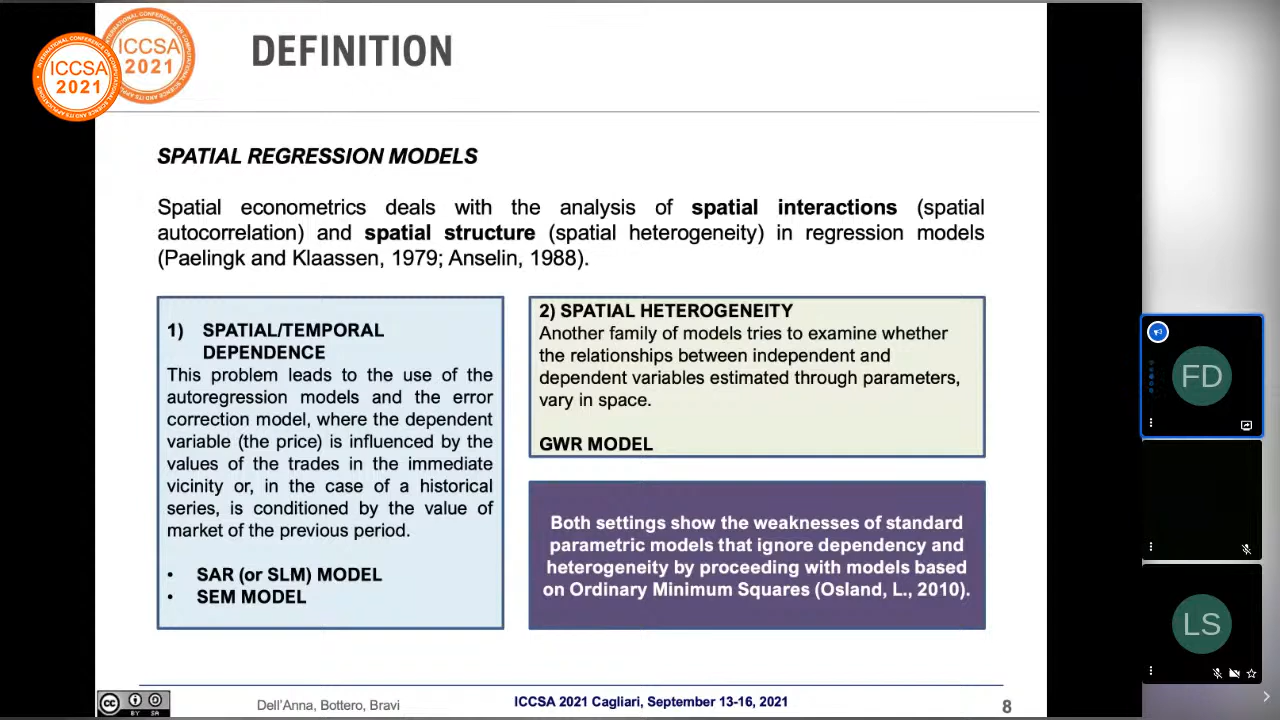 ICCSA
2021
ICCSA
2021
DEFINITION
SPATIAL REGRESSION MODELS
Spatial econometrics deals with the analysis of spatial interactions (spatial
autocorrelation) and spatial structure (spatial heterogeneity) in regression models
(Paelingk and Klaassen, 1979; Anselin, 1988).
1) SPATIAL/TEMPORAL
DEPENDENCE
This problem leads to the use of the
autoregression models and the error
correction model, where the dependent
variable (the price) is influenced by the
values of the trades in the immediate
vicinity or, in the case of a historical
series, is conditioned by the value of
market of the previous period.
• SAR (or SLM) MODEL
• SEM MODEL
2) SPATIAL HETEROGENEITY
Another family of models tries to examine whether
the relationships between independent and
dependent variables estimated through parameters,
vary in space.
GWR MODEL
Both settings show the weaknesses of standard
parametric models that ignore dependency and
heterogeneity by proceeding with models based
on Ordinary Minimum Squares (Osland, L., 2010).
FD
LS
cc
BY SA
Dell'Anna, Bottero, Bravi
ICCSA 2021 Cagliari, September 13-16, 2021
8